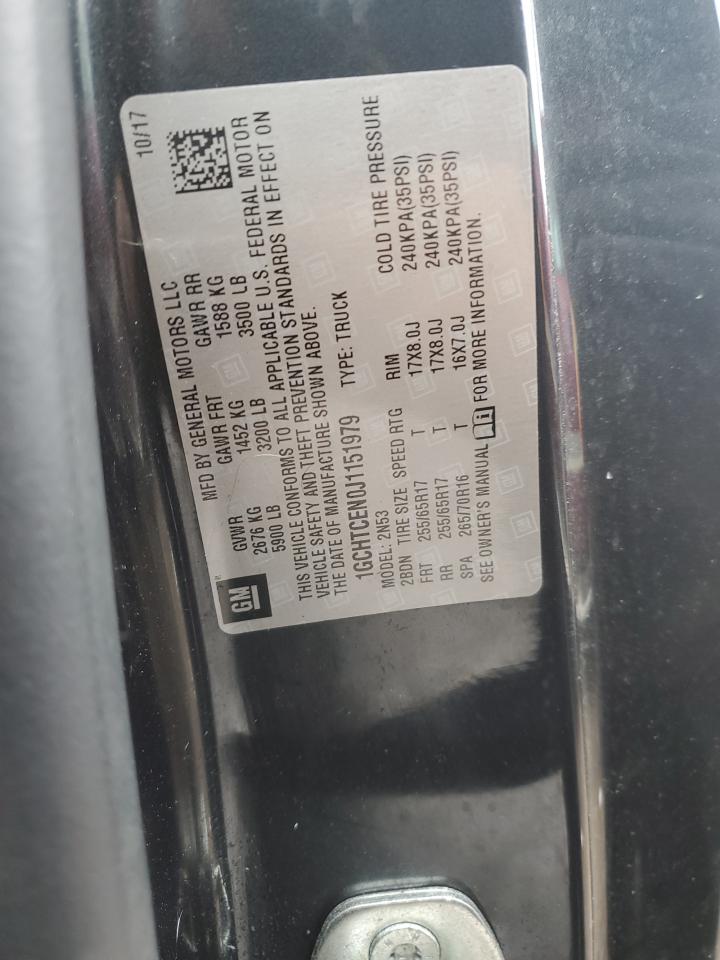 10/17
MFD BY GENERAL MOTORS LLC
GVWR GAWR FRT GAWR RR
2676 KG 1452 KG 1588 KG
5900 LB 3200 LB 3500 LB
THIS VEHICLE CONFORMS TO ALL APPLICABLE U.S. FEDERAL MOTOR
VEHICLE SAFETY AND THEFT PREVENTION STANDARDS IN EFFECT ON
THE DATE OF MANUFACTURE SHOWN ABOVE.
1GCHTCEN0J1151979 TYPE: TRUCK
MODEL: 2N53
2BDN TIRE SIZE SPEED RTG RIM COLD TIRE PRESSURE
FRT 255/65R17 T 17X8.0J 240KPA(35PSI)
RR 255/65R17 T 17X8.0J 240KPA(35PSI)
SPA 265/70R16 T 16X7.0J 240KPA(35PSI)
SEE OWNER'S MANUAL FOR MORE INFORMATION.
GM